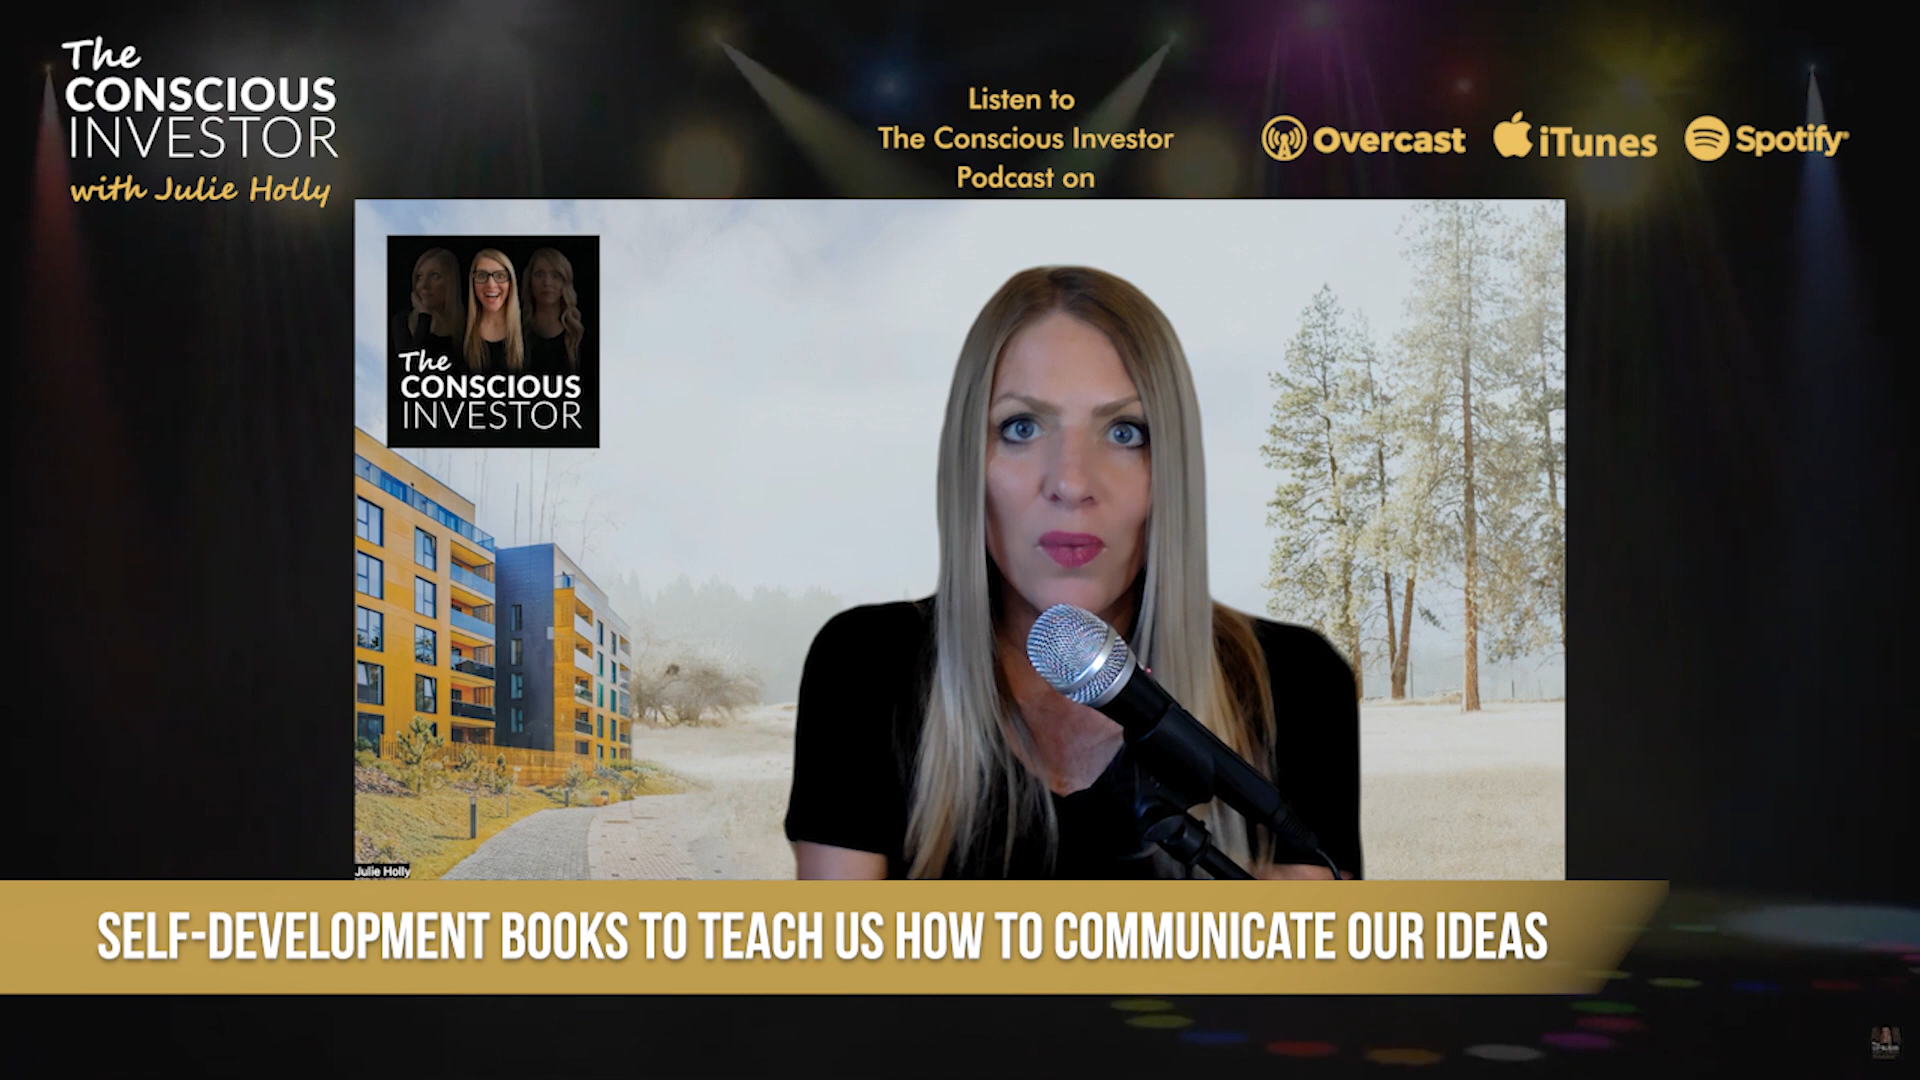 The
CONSCIOUS
INVESTOR
with Julie Holly
Listen to
The Conscious Investor
Podcast on
Overcast
iTunes
Spotify
The
CONSCIOUS
INVESTOR
Julie Holly
SELF-DEVELOPMENT BOOKS TO TEACH US HOW TO COMMUNICATE OUR IDEAS